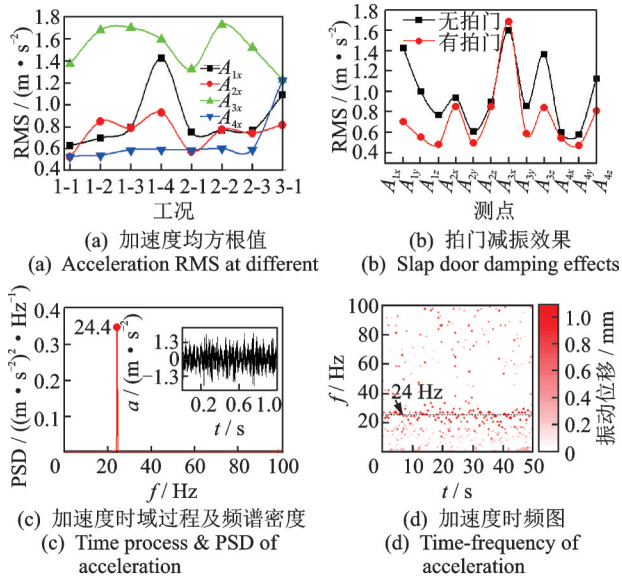 RMS / (m·s⁻²)
1.8
1.6
1.4
1.2
1.0
0.8
0.6
0.4
A1x
A2x
A3x
A4x
1-1 1-2 1-3 1-4 2-1 2-2 2-3 3-1
工况
(a) 加速度均方根值
(a) Acceleration RMS at different
RMS / (m·s⁻²)
1.8
1.6
1.4
1.2
1.0
0.8
0.6
0.4
无拍门
有拍门
A1x A1y A1z A2x A2y A2z A3x A3y A3z A4x A4y A4z
测点
(b) 拍门减振效果
(b) Slap door damping effects
PSD / ((m·s⁻²)²·Hz⁻¹)
0.4
0.3
0.2
0.1
24.4
a / (m·s⁻²)
1.3
0
−1.3
0.2 0.6 1.0
t / s
0 20 40 60 80 100
f / Hz
(c) 加速度时域过程及频谱密度
(c) Time process & PSD of
acceleration
f / Hz
100
80
60
40
20
0
24 Hz
0 10 20 30 40 50
t / s
1.0
0.8
0.6
0.4
0.2
0
振动位移 / mm
(d) 加速度时频图
(d) Time-frequency of
acceleration